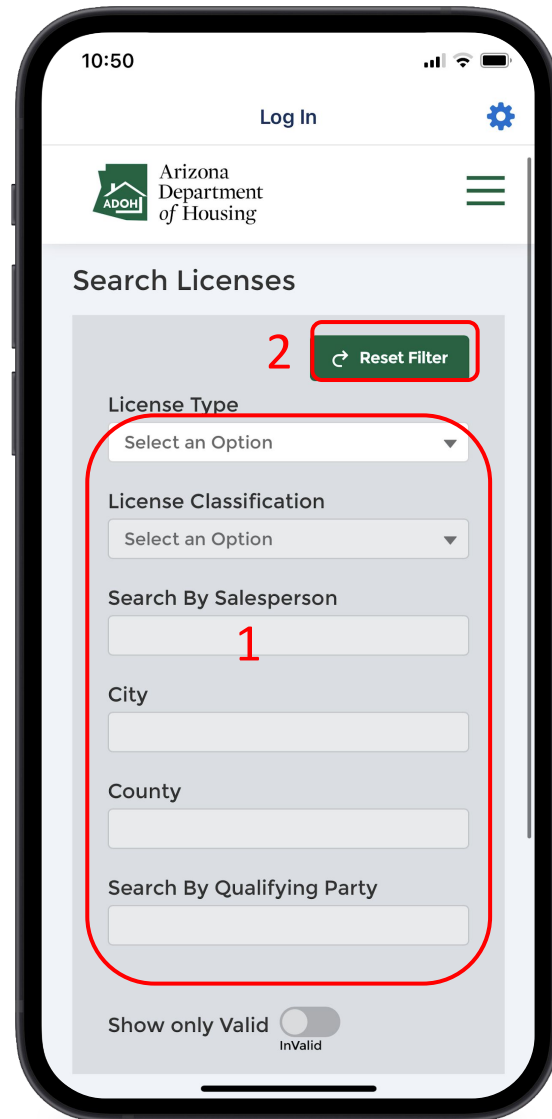 10:50
Log In
ADOH
Arizona
Department
of Housing
Search Licenses
2
Reset Filter
License Type
Select an Option
License Classification
Select an Option
Search By Salesperson
1
City
County
Search By Qualifying Party
Show only Valid
InValid